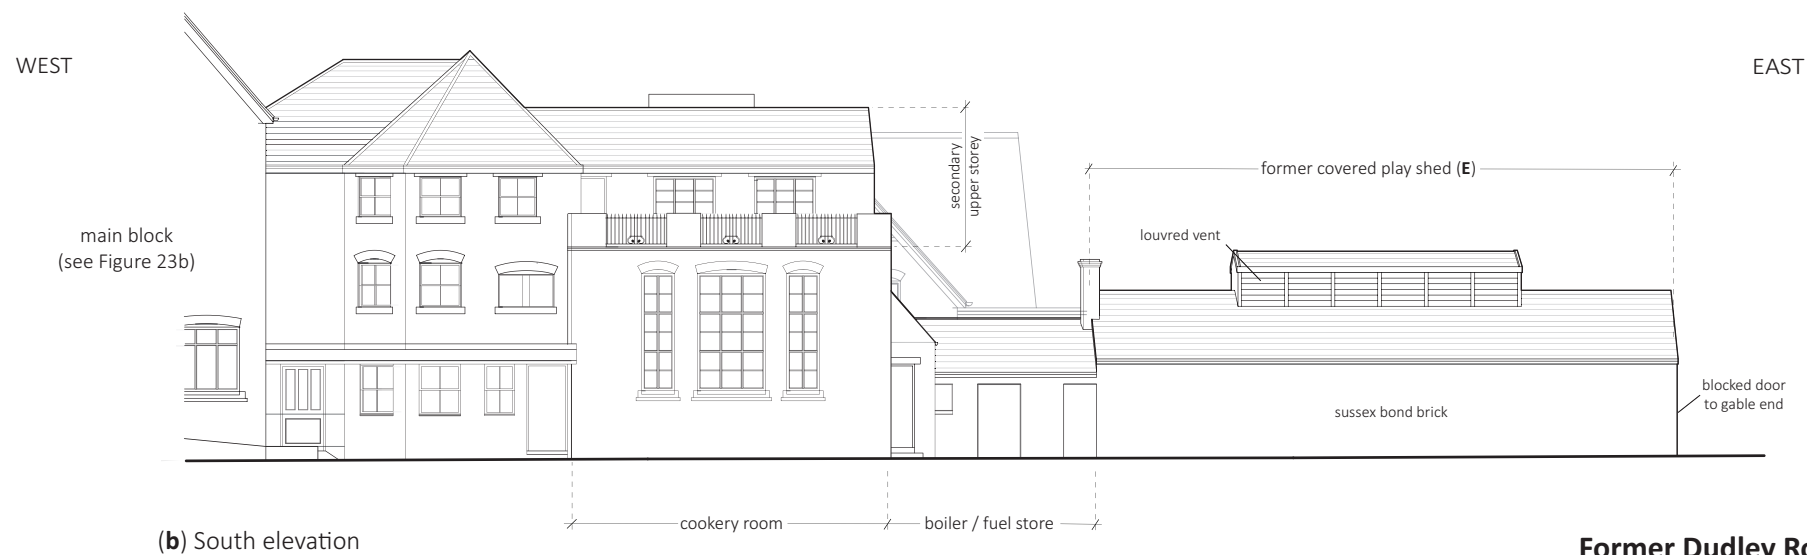 WEST
EAST
secondary
upper storey
former covered play shed (E)
louvred vent
main block
(see Figure 23b)
blocked door
to gable end
sussex bond brick
cookery room
boiler / fuel store
(b) South elevation
Former Dudley